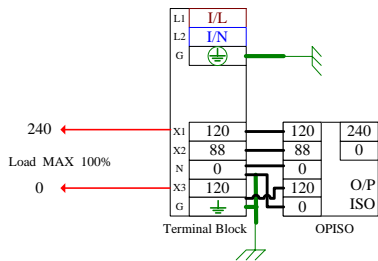 L1 I/L
L2 I/N
G
240 X1 120 120 240
X2 88 88 0
Load MAX 100%
N 0 0
0 X3 120 120 O/P
G 0 ISO
Terminal Block OPISO